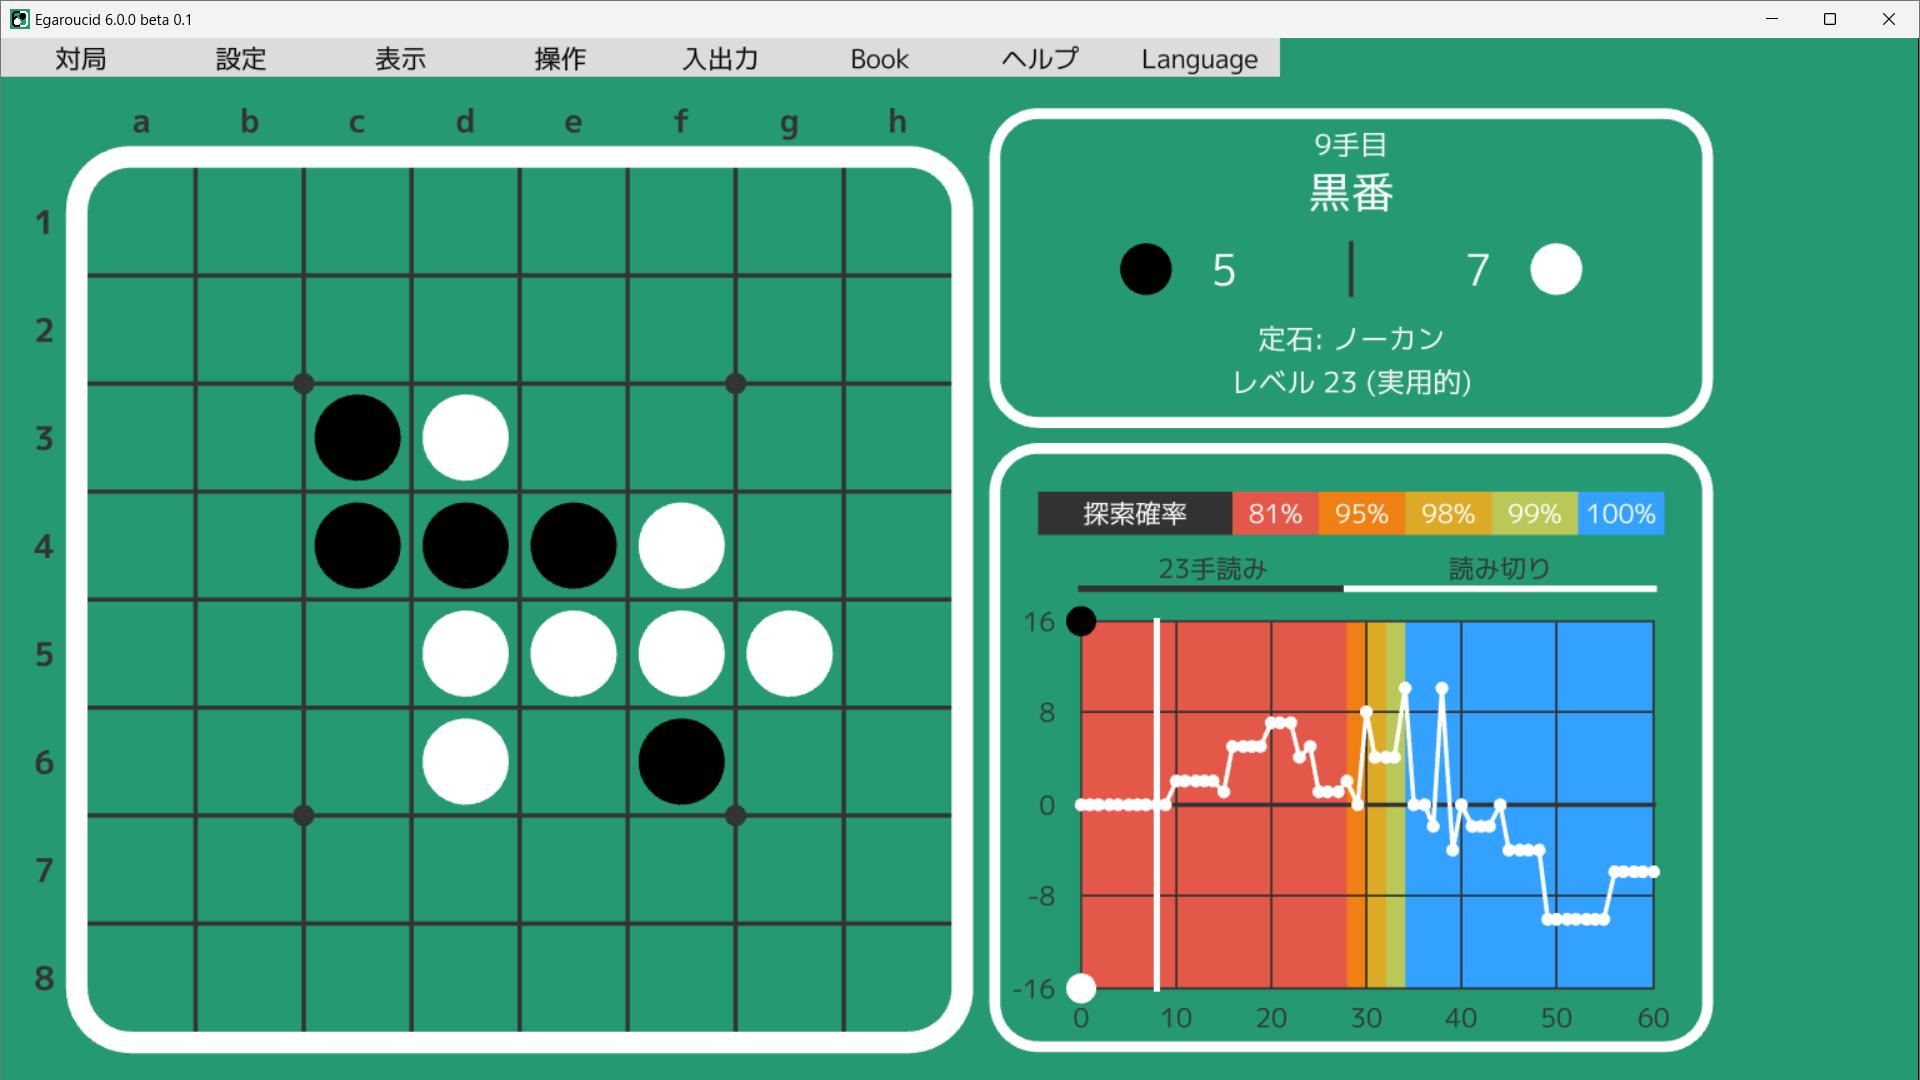 Egaroucid 6.0.0 beta 0.1
対局 設定 表示 操作 入出力 Book ヘルプ Language
a b c d e f g h
1
2
3
4
5
6
7
8
9手目
黒番
5 7
定石: ノーカン
レベル 23 (実用的)
探索確率 81% 95% 98% 99% 100%
23手読み 読み切り
16
8
0
-8
-16
0 10 20 30 40 50 60